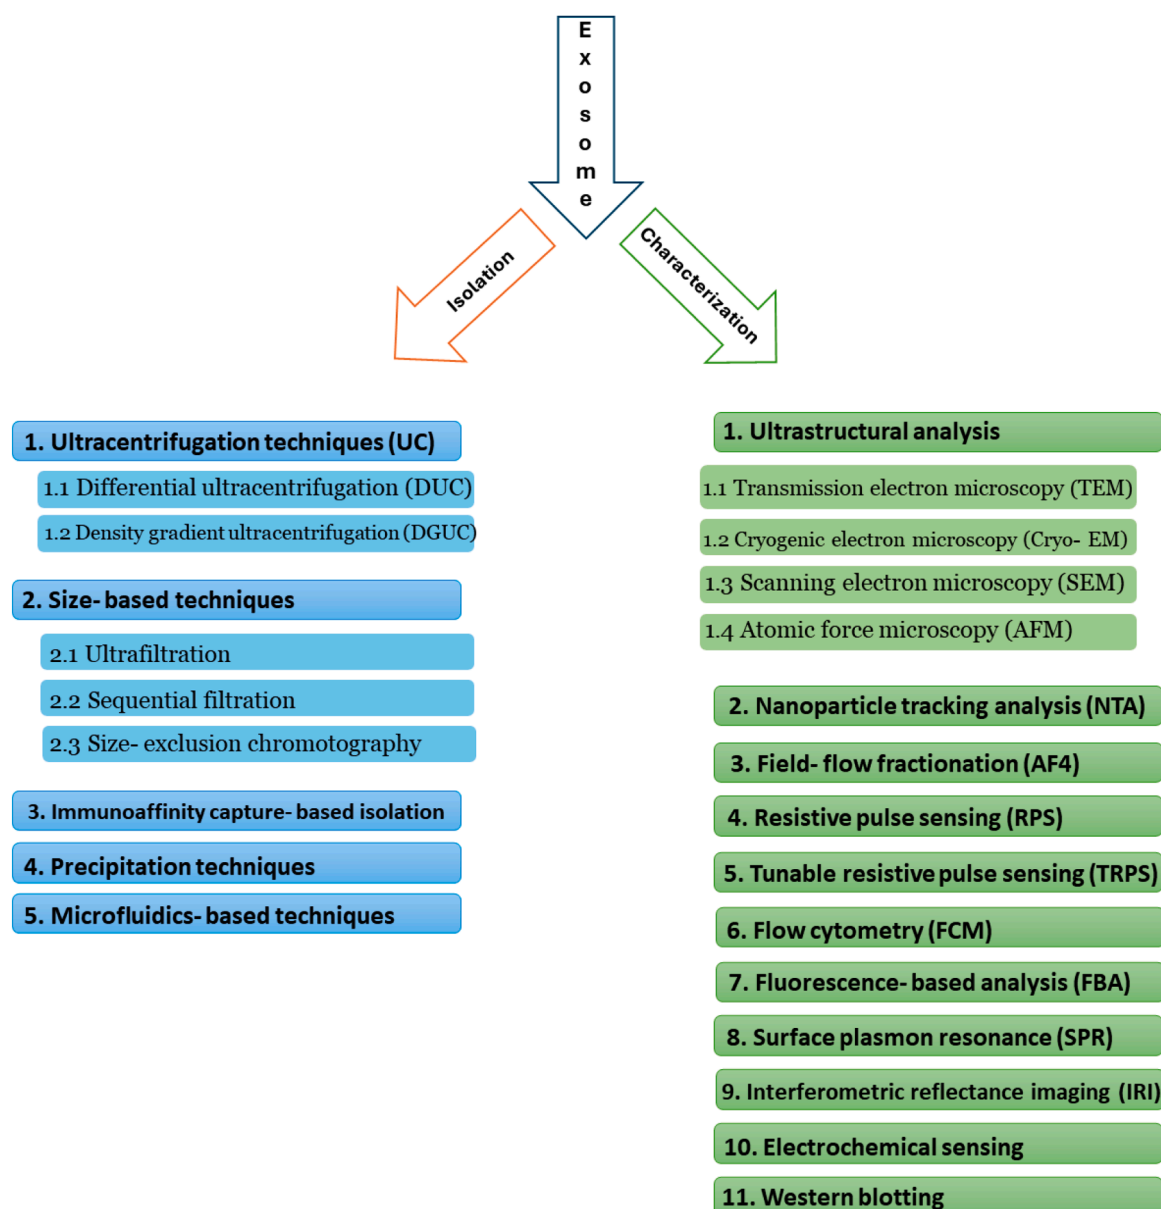 Exosome
Isolation
Characterization
1. Ultracentrifugation techniques (UC)
1.1 Differential ultracentrifugation (DUC)
1.2 Density gradient ultracentrifugation (DGUC)
2. Size- based techniques
2.1 Ultrafiltration
2.2 Sequential filtration
2.3 Size- exclusion chromotography
3. Immunoaffinity capture- based isolation
4. Precipitation techniques
5. Microfluidics- based techniques
1. Ultrastructural analysis
1.1 Transmission electron microscopy (TEM)
1.2 Cryogenic electron microscopy (Cryo- EM)
1.3 Scanning electron microscopy (SEM)
1.4 Atomic force microscopy (AFM)
2. Nanoparticle tracking analysis (NTA)
3. Field- flow fractionation (AF4)
4. Resistive pulse sensing (RPS)
5. Tunable resistive pulse sensing (TRPS)
6. Flow cytometry (FCM)
7. Fluorescence- based analysis (FBA)
8. Surface plasmon resonance (SPR)
9. Interferometric reflectance imaging (IRI)
10. Electrochemical sensing
11. Western blotting